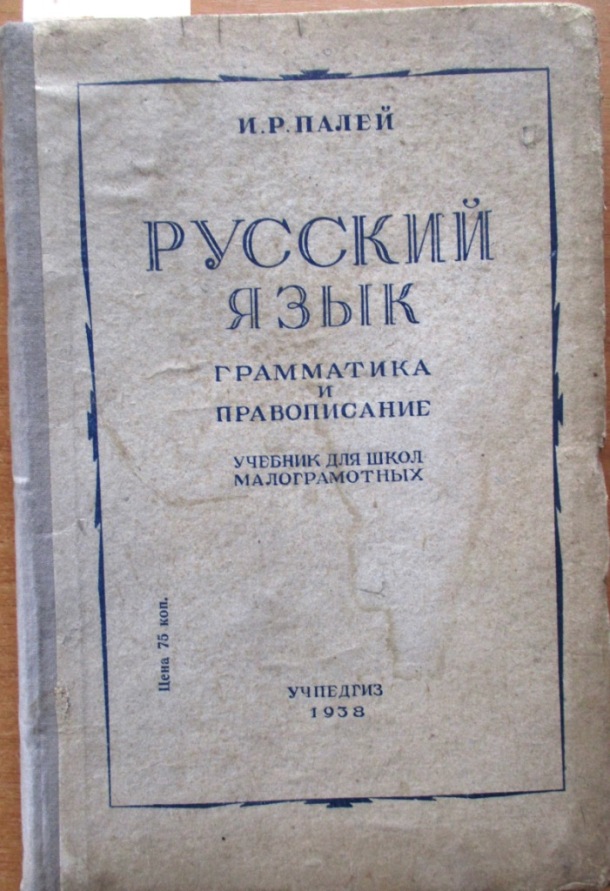 И.Р.ПАЛЕЙ
РУССКИЙ
ЯЗЫК
ГРАММАТИКА
И
ПРАВОПИСАНИЕ
УЧЕБНИК ДЛЯ ШКОЛ
МАЛОГРАМОТНЫХ
Цена 75 коп.
УЧПЕДГИЗ
1938